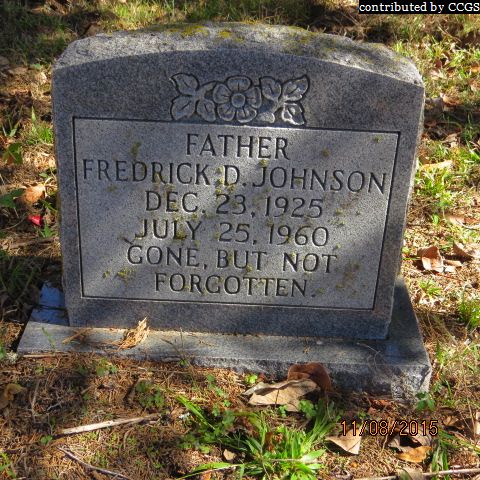 contributed by CCGS
FATHER
FREDRICK D. JOHNSON
DEC. 23, 1925
JULY 25, 1960
GONE, BUT NOT
FORGOTTEN.
11/08/2015